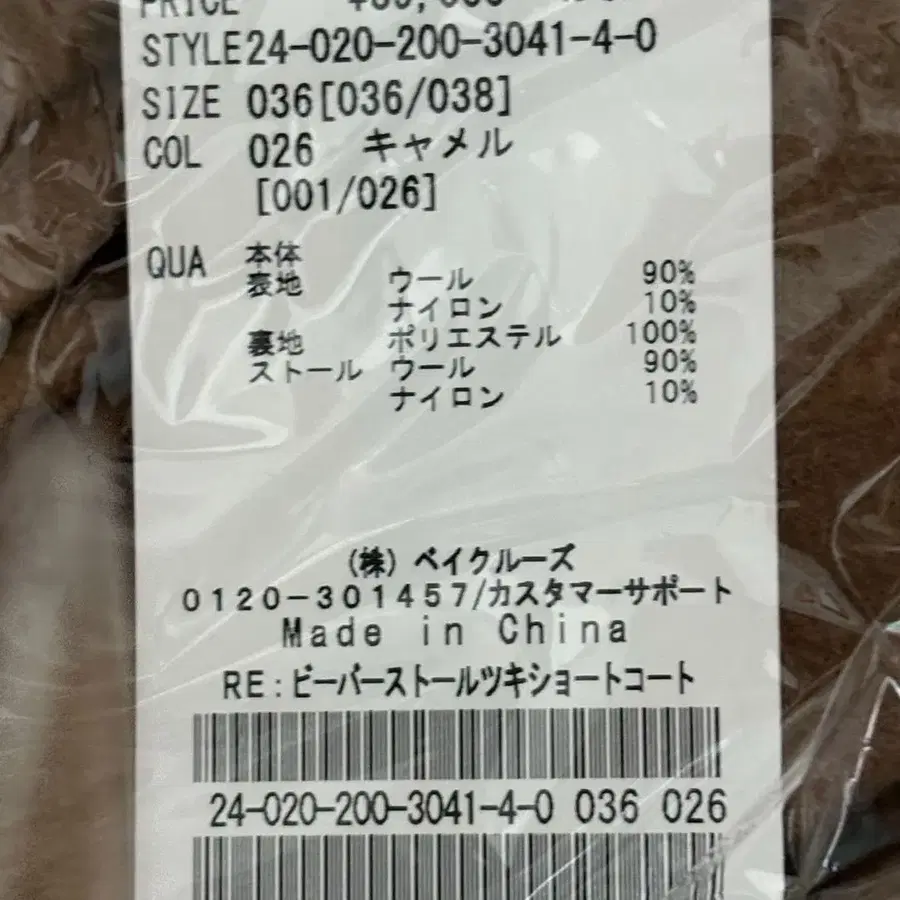 PRICE
STYLE 24-020-200-3041-4-0
SIZE 036[036/038]
COL 026 キャメル
[001/026]
QUA 本体
表地 ウール 90%
ナイロン 10%
裏地 ポリエステル 100%
ストール ウール 90%
ナイロン 10%
(株) ベイクルーズ
0120-301457/カスタマーサポート
Made in China
RE:ビーバーストールツキショートコート
24-020-200-3041-4-0 036 026